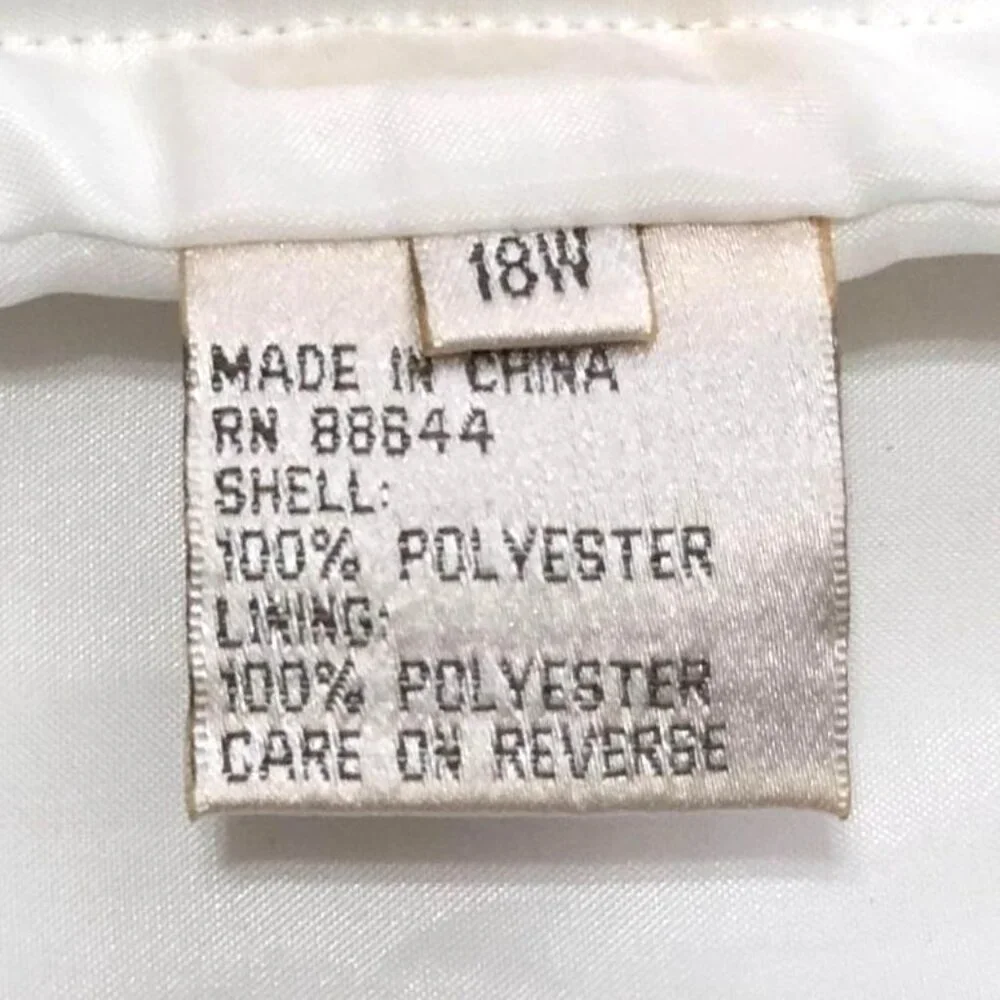 18W
MADE IN CHINA
RN 88644
SHELL:
100% POLYESTER
LINING:
100% POLYESTER
CARE ON REVERSE